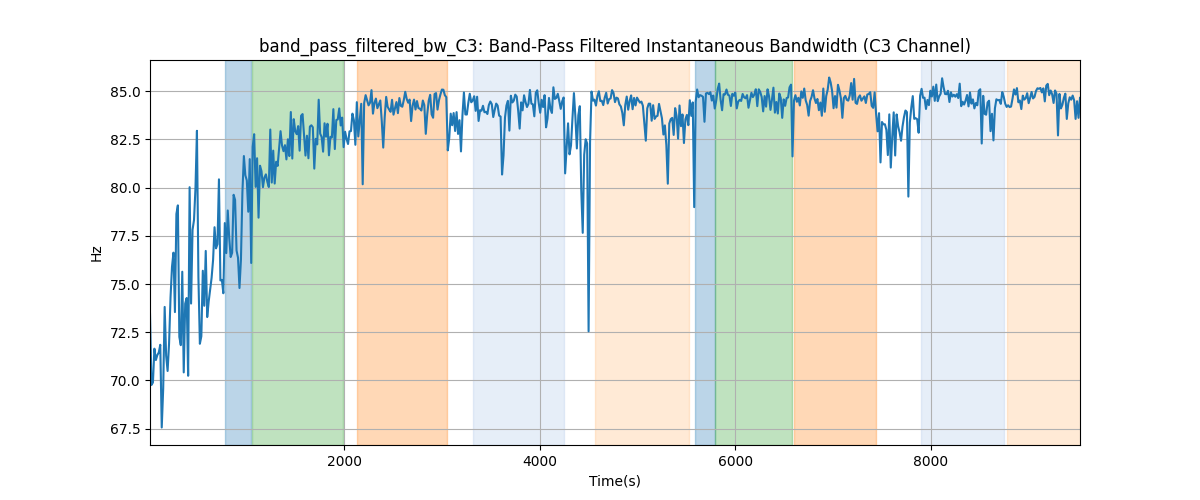 band_pass_filtered_bw_C3: Band-Pass Filtered Instantaneous Bandwidth (C3 Channel)
85.0
82.5
80.0
77.5
75.0
72.5
70.0
67.5
Hz
2000 4000 6000 8000
Time(s)